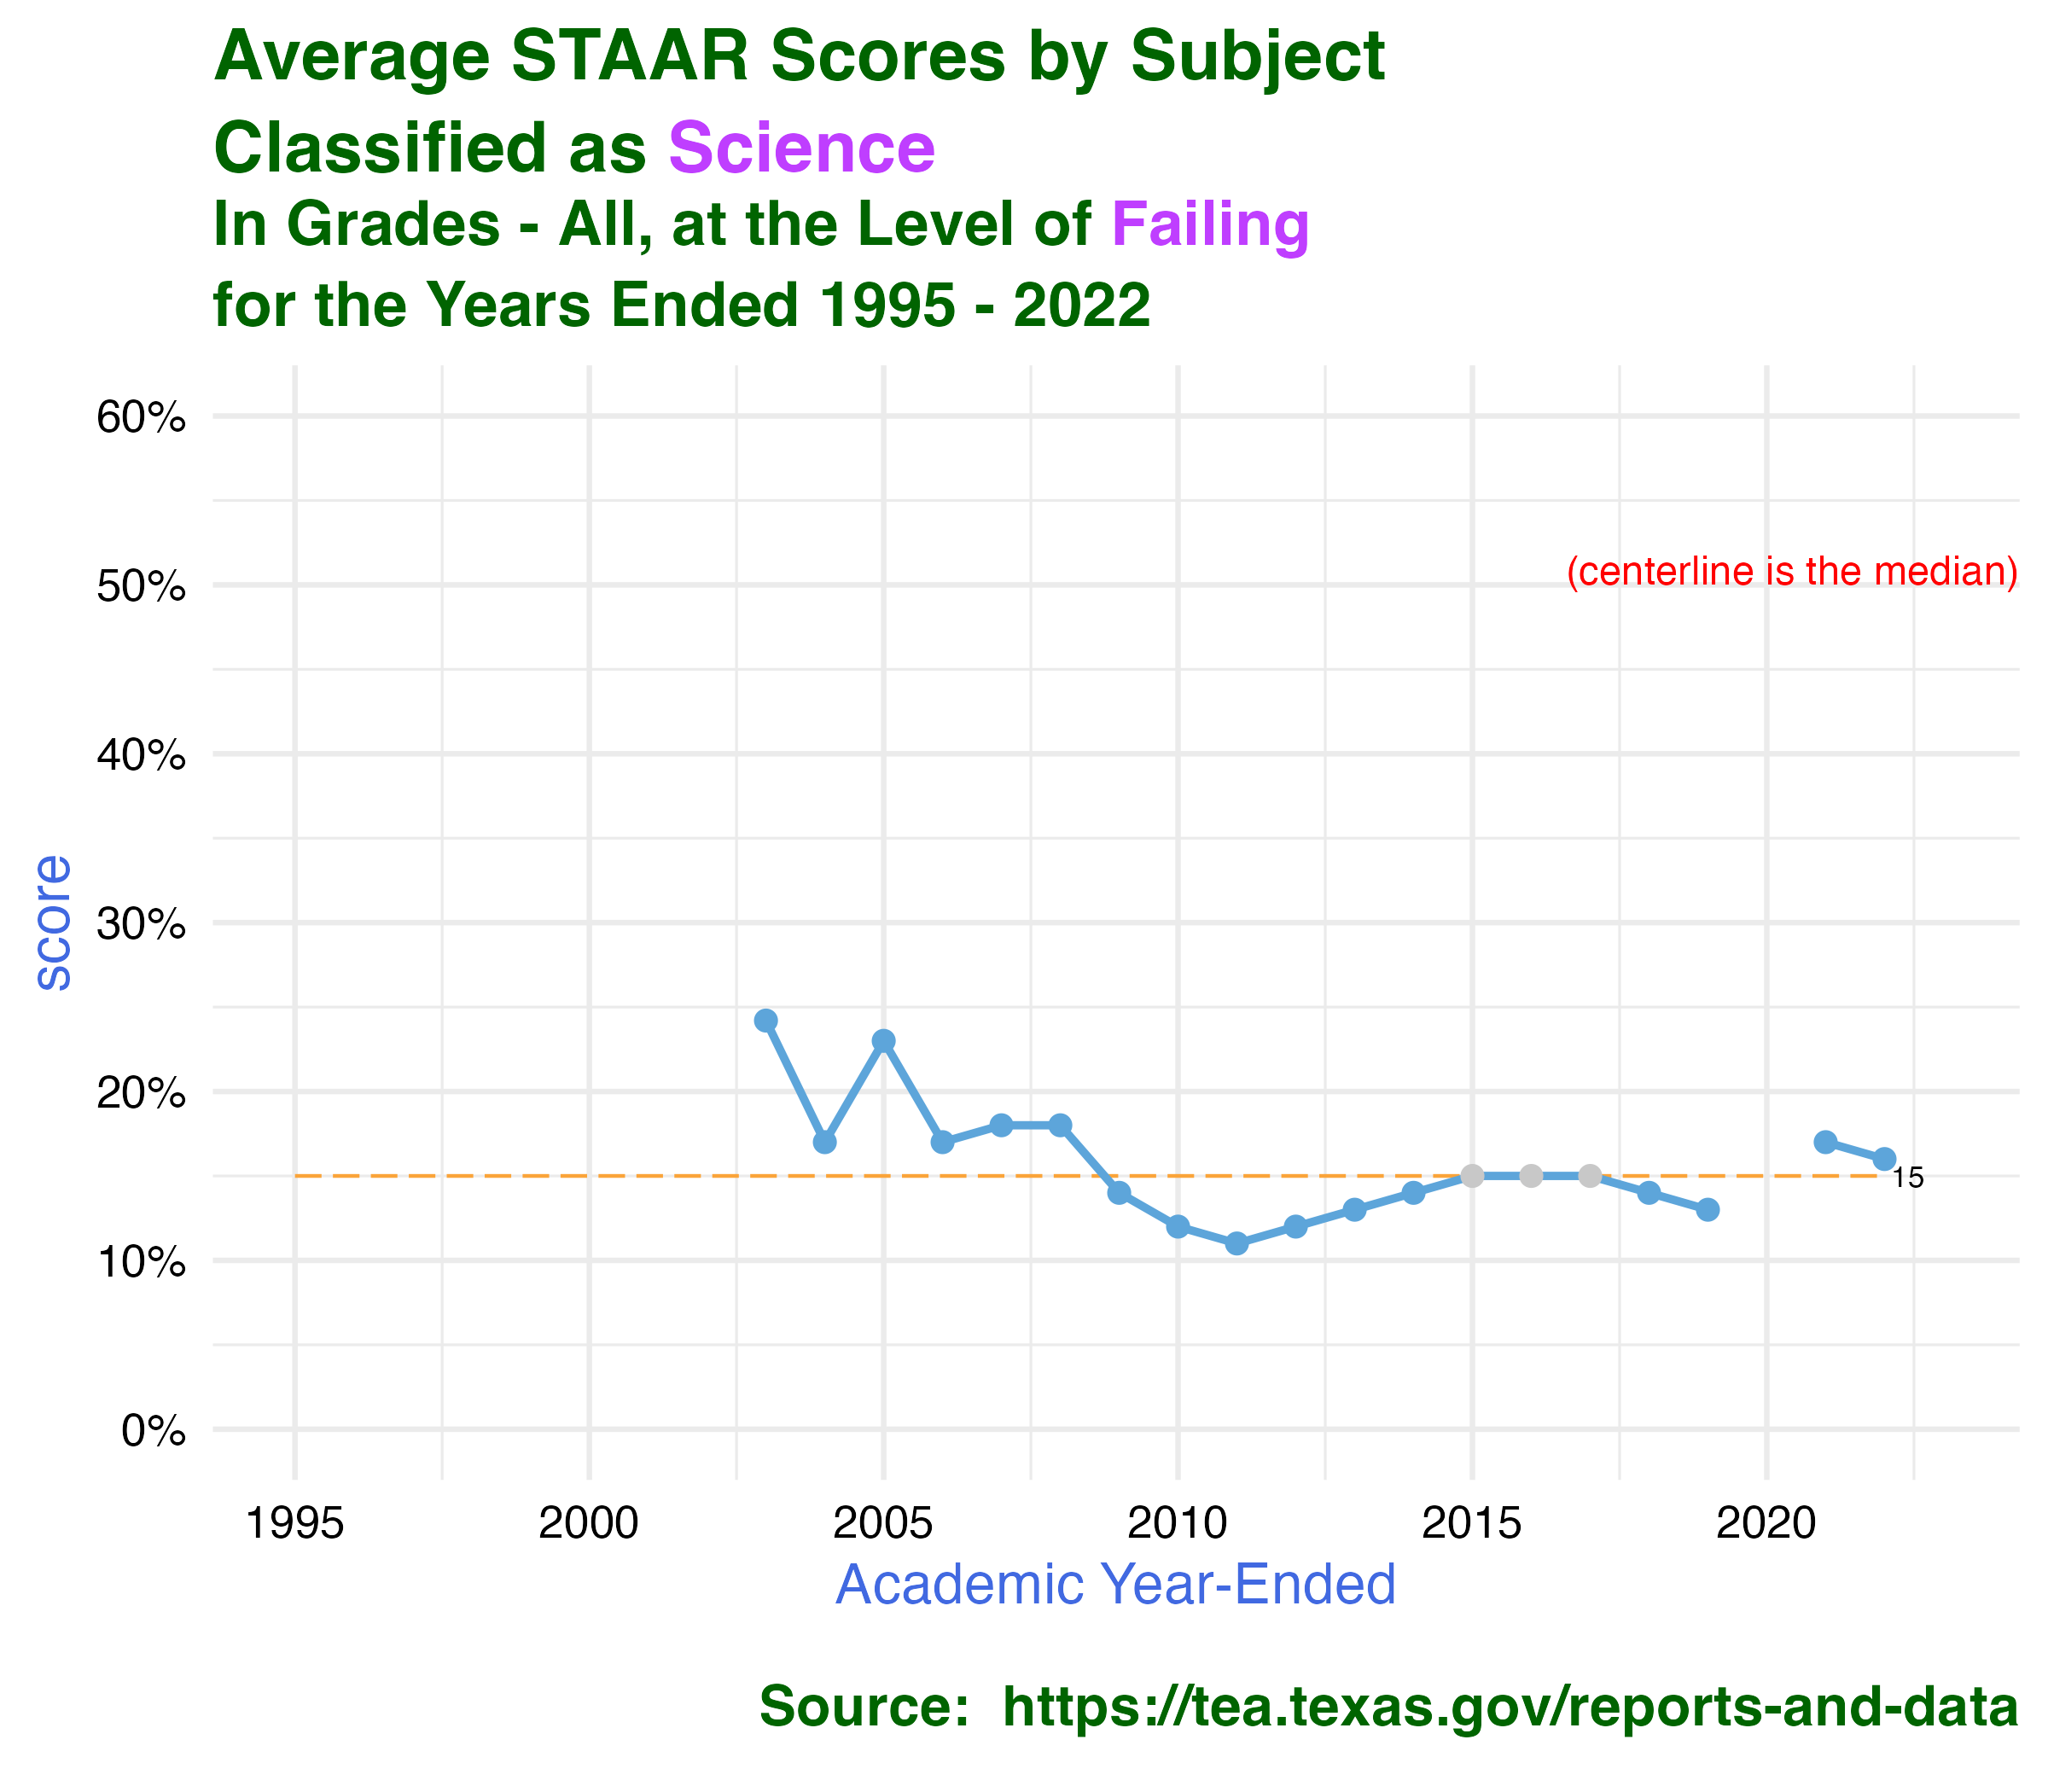 Average STAAR Scores by Subject
Classified as Science
In Grades - All, at the Level of Failing
for the Years Ended 1995 - 2022
60%
(centerline is the median)
50%
40%
score
30%
20%
15
10%
0%
1995 2000 2005 2010 2015 2020
Academic Year-Ended
Source:  https://tea.texas.gov/reports-and-data